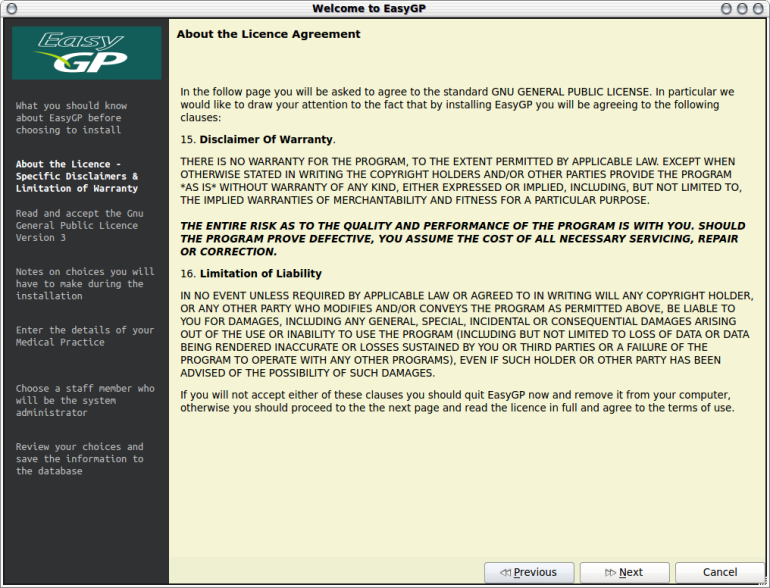 Welcome to EasyGP
Easy
GP
What you should know
about EasyGP before
choosing to install
About the Licence -
Specific Disclaimers &
Limitation of Warranty
Read and accept the Gnu
General Public Licence
Version 3
Notes on choices you will
have to make during the
installation
Enter the details of your
Medical Practice
Choose a staff member who
will be the system
administrator
Review your choices and
save the information to
the database
About the Licence Agreement
In the follow page you will be asked to agree to the standard GNU GENERAL PUBLIC LICENSE. In particular we
would like to draw your attention to the fact that by installing EasyGP you will be agreeing to the following
clauses:
15. Disclaimer Of Warranty.
THERE IS NO WARRANTY FOR THE PROGRAM, TO THE EXTENT PERMITTED BY APPLICABLE LAW. EXCEPT WHEN
OTHERWISE STATED IN WRITING THE COPYRIGHT HOLDERS AND/OR OTHER PARTIES PROVIDE THE PROGRAM
*AS IS* WITHOUT WARRANTY OF ANY KIND, EITHER EXPRESSED OR IMPLIED, INCLUDING, BUT NOT LIMITED TO,
THE IMPLIED WARRANTIES OF MERCHANTABILITY AND FITNESS FOR A PARTICULAR PURPOSE.
THE ENTIRE RISK AS TO THE QUALITY AND PERFORMANCE OF THE PROGRAM IS WITH YOU. SHOULD
THE PROGRAM PROVE DEFECTIVE, YOU ASSUME THE COST OF ALL NECESSARY SERVICING, REPAIR
OR CORRECTION.
16. Limitation of Liability
IN NO EVENT UNLESS REQUIRED BY APPLICABLE LAW OR AGREED TO IN WRITING WILL ANY COPYRIGHT HOLDER,
OR ANY OTHER PARTY WHO MODIFIES AND/OR CONVEYS THE PROGRAM AS PERMITTED ABOVE, BE LIABLE TO
YOU FOR DAMAGES, INCLUDING ANY GENERAL, SPECIAL, INCIDENTAL OR CONSEQUENTIAL DAMAGES ARISING
OUT OF THE USE OR INABILITY TO USE THE PROGRAM (INCLUDING BUT NOT LIMITED TO LOSS OF DATA OR DATA
BEING RENDERED INACCURATE OR LOSSES SUSTAINED BY YOU OR THIRD PARTIES OR A FAILURE OF THE
PROGRAM TO OPERATE WITH ANY OTHER PROGRAMS), EVEN IF SUCH HOLDER OR OTHER PARTY HAS BEEN
ADVISED OF THE POSSIBILITY OF SUCH DAMAGES.
If you will not accept either of these clauses you should quit EasyGP now and remove it from your computer,
otherwise you should proceed to the the next page and read the licence in full and agree to the terms of use.
Previous
Next
Cancel